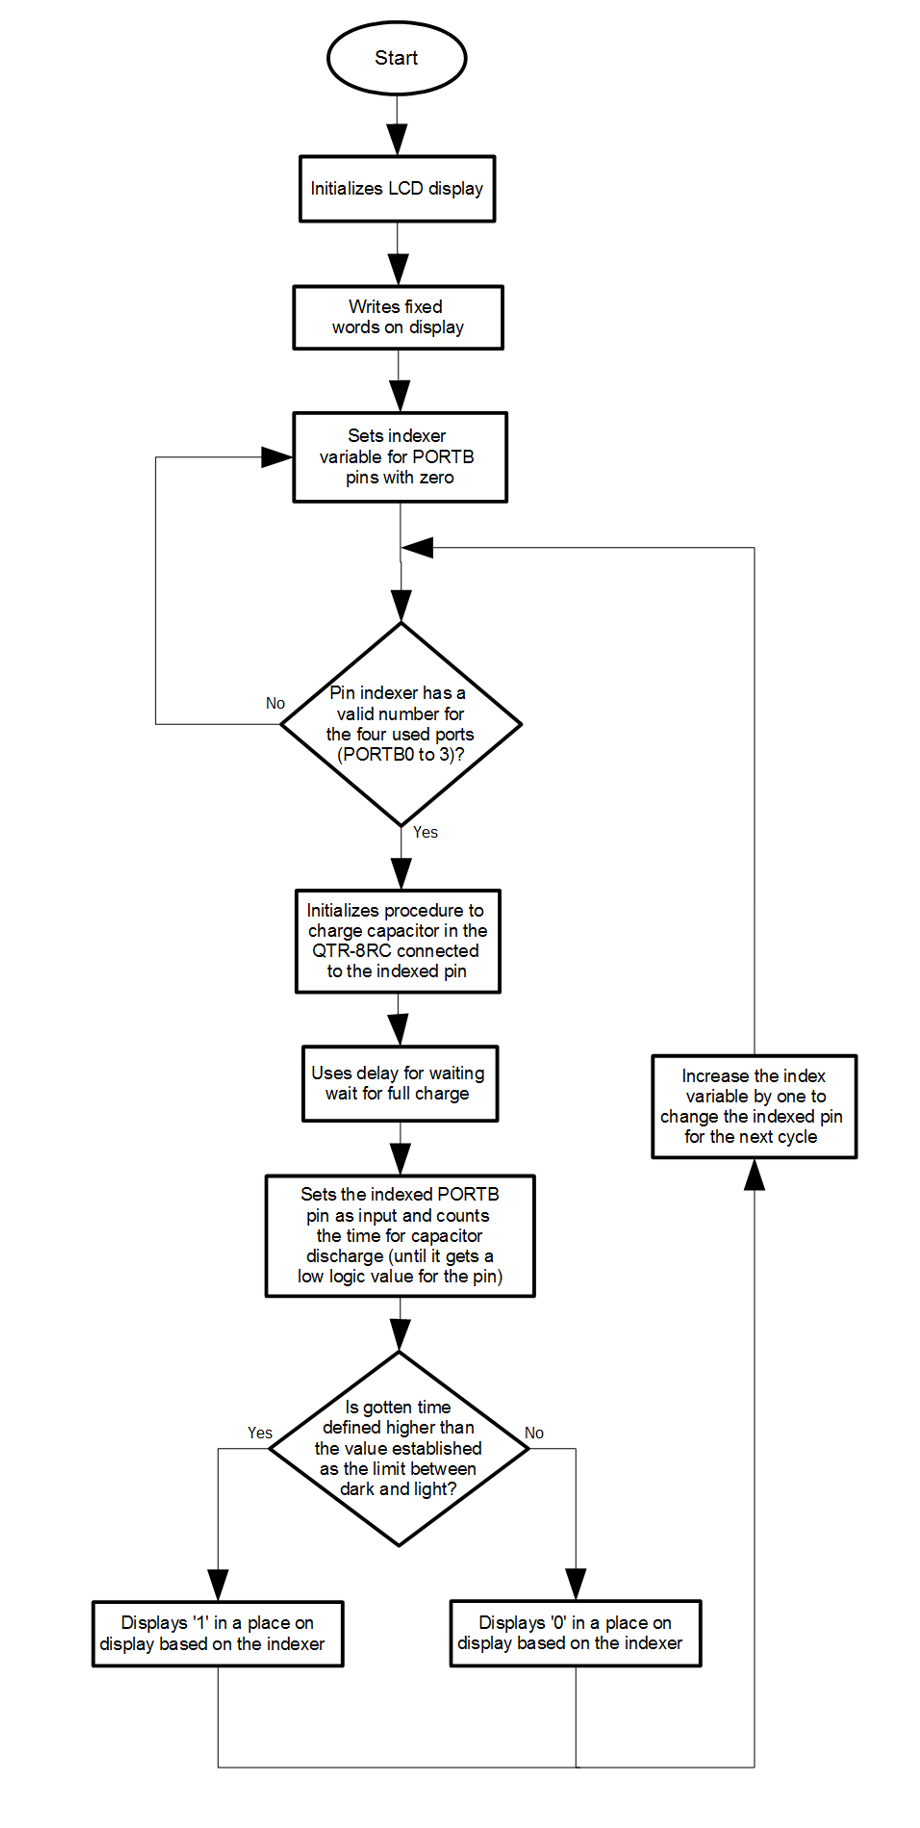 Start
Initializes LCD display
Writes fixed
words on display
Sets indexer
variable for PORTB
pins with zero
No
Pin indexer has a
valid number for
the four used ports
(PORTB0 to 3)?
Yes
Initializes procedure to
charge capacitor in the
QTR-8RC connected
to the indexed pin
Uses delay for waiting
wait for full charge
Increase the index
variable by one to
change the indexed pin
for the next cycle
Sets the indexed PORTB
pin as input and counts
the time for capacitor
discharge (until it gets a
low logic value for the pin)
Is gotten time
defined higher than
the value established
as the limit between
dark and light?
Yes
No
Displays '1' in a place on
display based on the indexer
Displays '0' in a place on
display based on the indexer